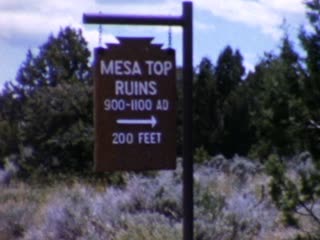 MESA TOP
RUINS
900-1100 AD
200 FEET